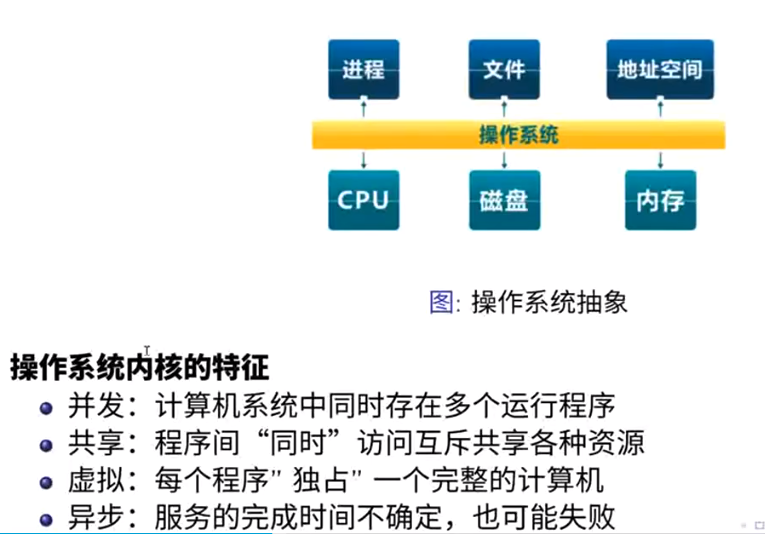 进程 文件 地址空间
操作系统
CPU 磁盘 内存
图: 操作系统抽象
操作系统内核的特征
并发：计算机系统中同时存在多个运行程序
共享：程序间“同时”访问互斥共享各种资源
虚拟：每个程序" 独占" 一个完整的计算机
异步：服务的完成时间不确定，也可能失败